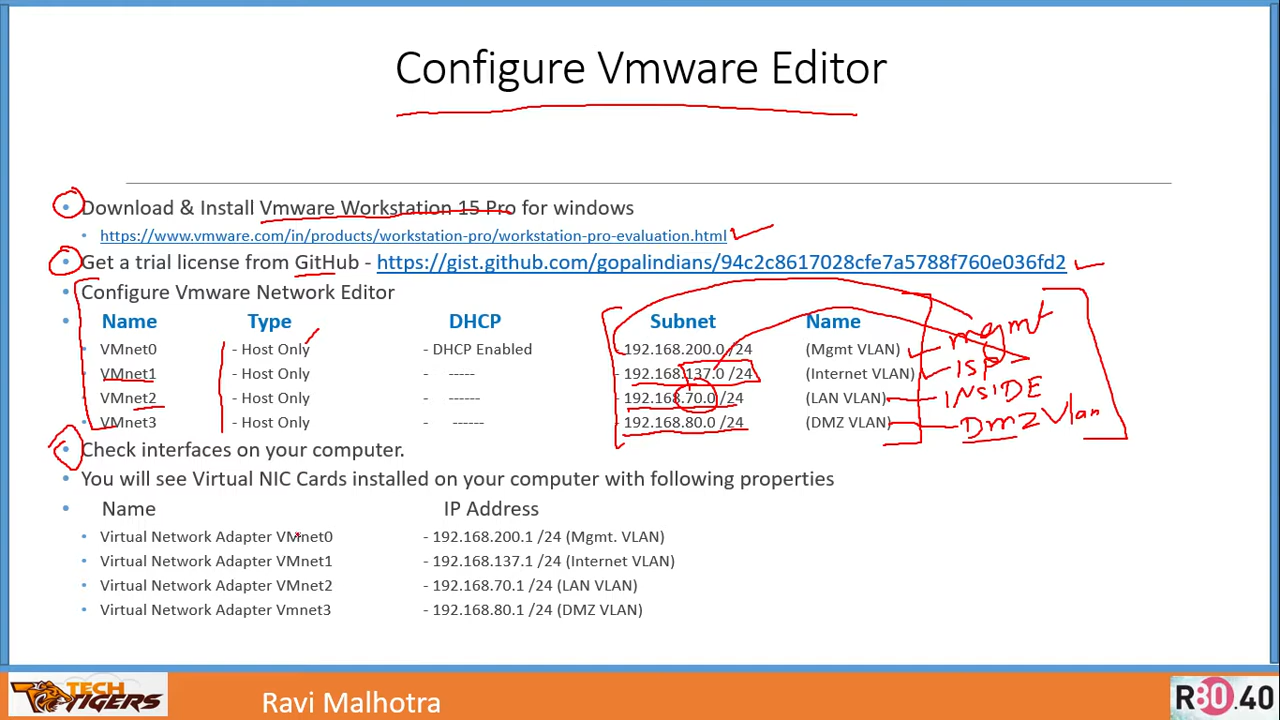 Configure Vmware Editor
• Download & Install Vmware Workstation 15 Pro for windows
• https://www.vmware.com/in/products/workstation-pro/workstation-pro-evaluation.html
• Get a trial license from GitHub - https://gist.github.com/gopalindians/94c2c8617028cfe7a5788f760e036fd2
• Configure Vmware Network Editor
• Name Type DHCP Subnet Name
• VMnet0 - Host Only - DHCP Enabled - 192.168.200.0 /24 (Mgmt VLAN) mgmt
• VMnet1 - Host Only - ----- - 192.168.137.0 /24 (Internet VLAN) ISP
• VMnet2 - Host Only - ------ - 192.168.70.0 /24 (LAN VLAN) INSIDE
• VMnet3 - Host Only - ------ - 192.168.80.0 /24 (DMZ VLAN) DMZ Vlan
• Check interfaces on your computer.
• You will see Virtual NIC Cards installed on your computer with following properties
• Name IP Address
• Virtual Network Adapter VMnet0 - 192.168.200.1 /24 (Mgmt. VLAN)
• Virtual Network Adapter VMnet1 - 192.168.137.1 /24 (Internet VLAN)
• Virtual Network Adapter VMnet2 - 192.168.70.1 /24 (LAN VLAN)
• Virtual Network Adapter Vmnet3 - 192.168.80.1 /24 (DMZ VLAN)
TECH
TIGERS
Ravi Malhotra
R80.40